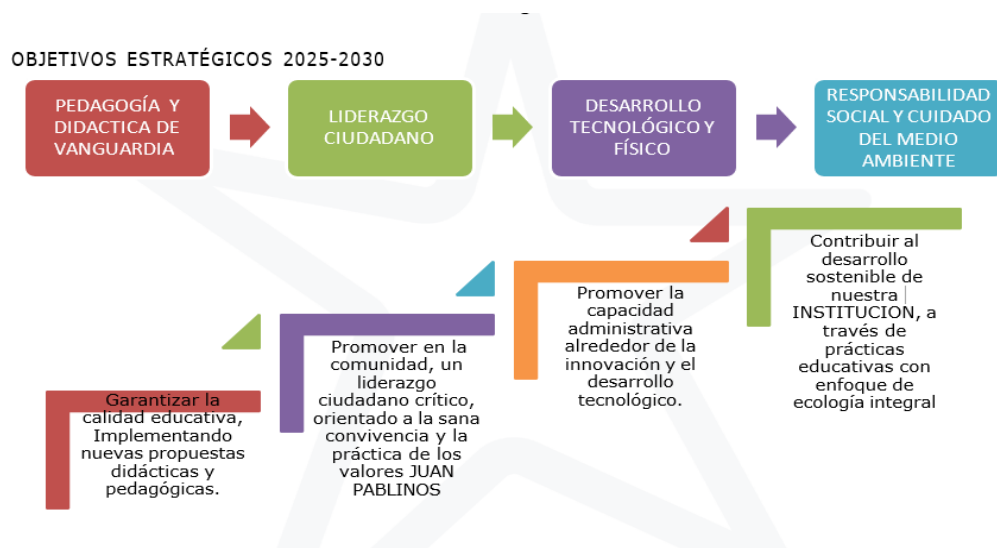 OBJETIVOS ESTRATÉGICOS 2025-2030
PEDAGOGÍA Y
DIDACTICA DE
VANGUARDIA
LIDERAZGO
CIUDADANO
DESARROLLO
TECNOLÓGICO Y
FÍSICO
RESPONSABILIDAD
SOCIAL Y CUIDADO
DEL MEDIO
AMBIENTE
Garantizar la
calidad educativa,
Implementando
nuevas propuestas
didácticas y
pedagógicas.
Promover en la
comunidad, un
liderazgo
ciudadano crítico,
orientado a la sana
convivencia y la
práctica de los
valores JUAN
PABLINOS
Promover la
capacidad
administrativa
alrededor de la
innovación y el
desarrollo
tecnológico.
Contribuir al
desarrollo
sostenible de
nuestra
INSTITUCION, a
través de
prácticas
educativas con
enfoque de
ecología integral